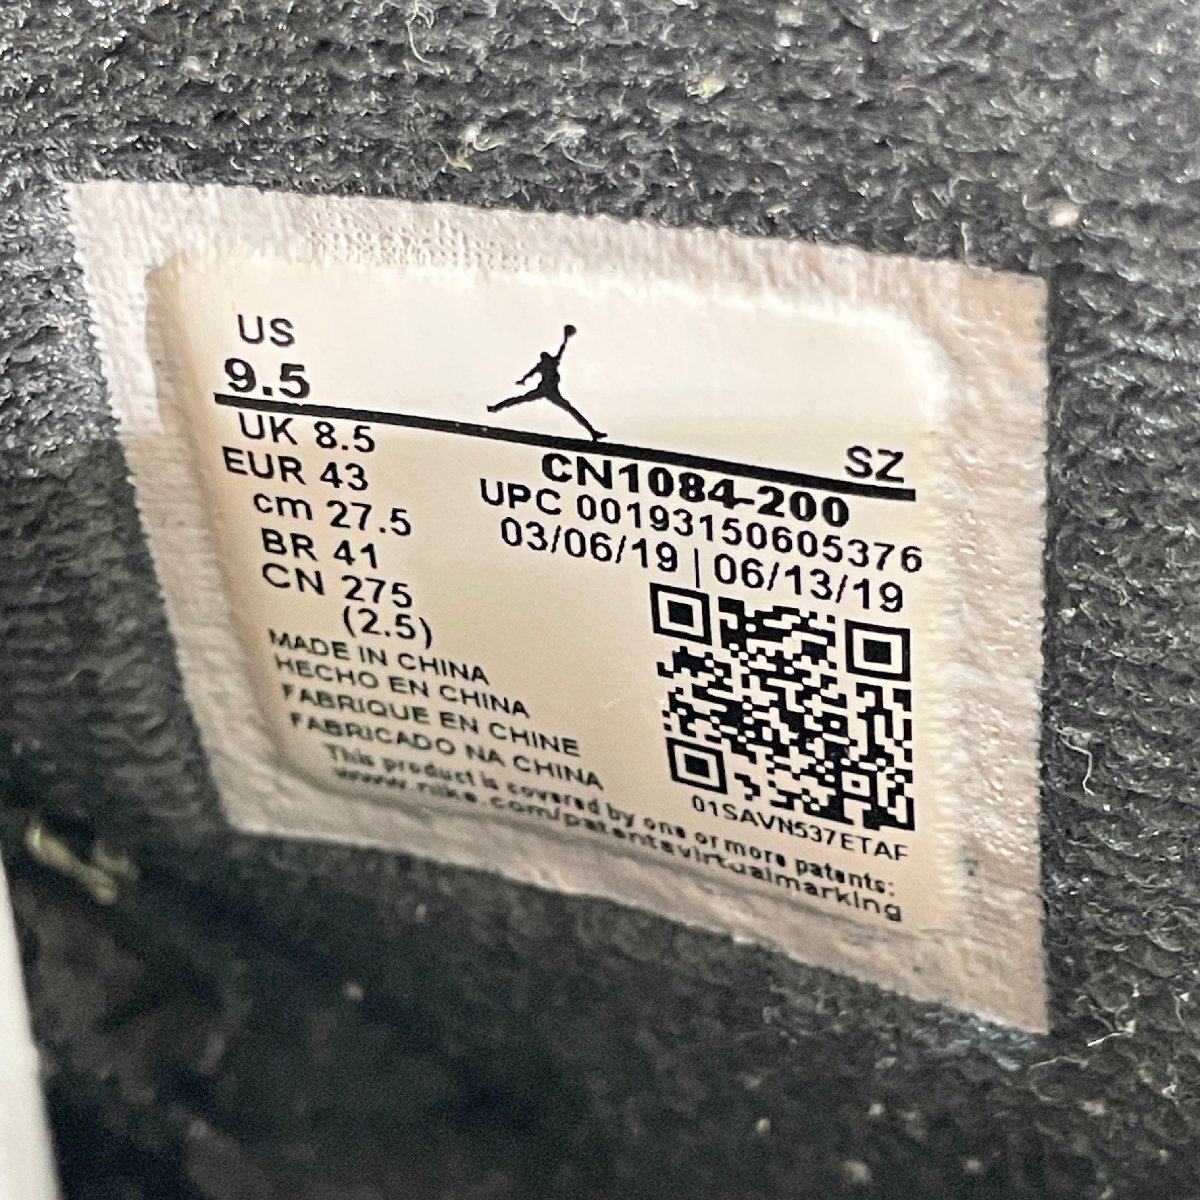 US
9.5
SZ
UK 8.5
EUR 43
cm 27.5
BR 41
CN 275
(2.5)
CN1084-200
UPC 00193150605376
03/06/19 | 06/13/19
MADE IN CHINA
HECHO EN CHINA
FABRIQUE EN CHINE
FABRICADO NA CHINA
01SAVN537ETAF
This product is covered by one or more patents:
www.nike.com/patentsvirtualmarking